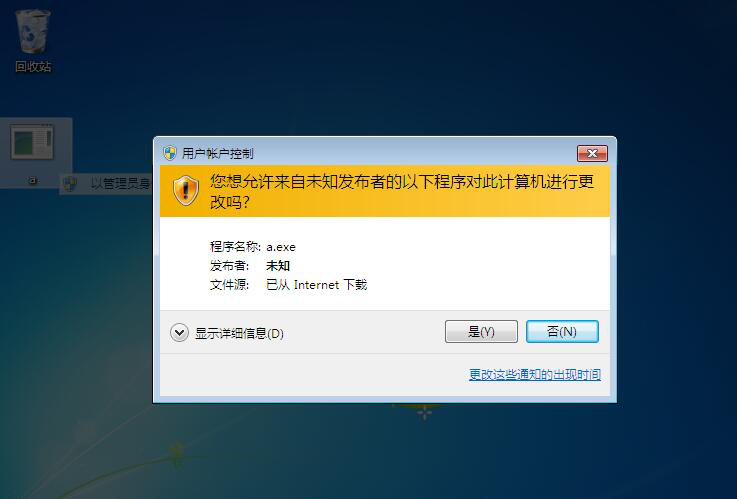 回收站
a
以管理员身
用户帐户控制
您想允许来自未知发布者的以下程序对此计算机进行更
改吗?
程序名称: a.exe
发布者: 未知
文件源: 已从 Internet 下载
显示详细信息(D)
是(Y)
否(N)
更改这些通知的出现时间